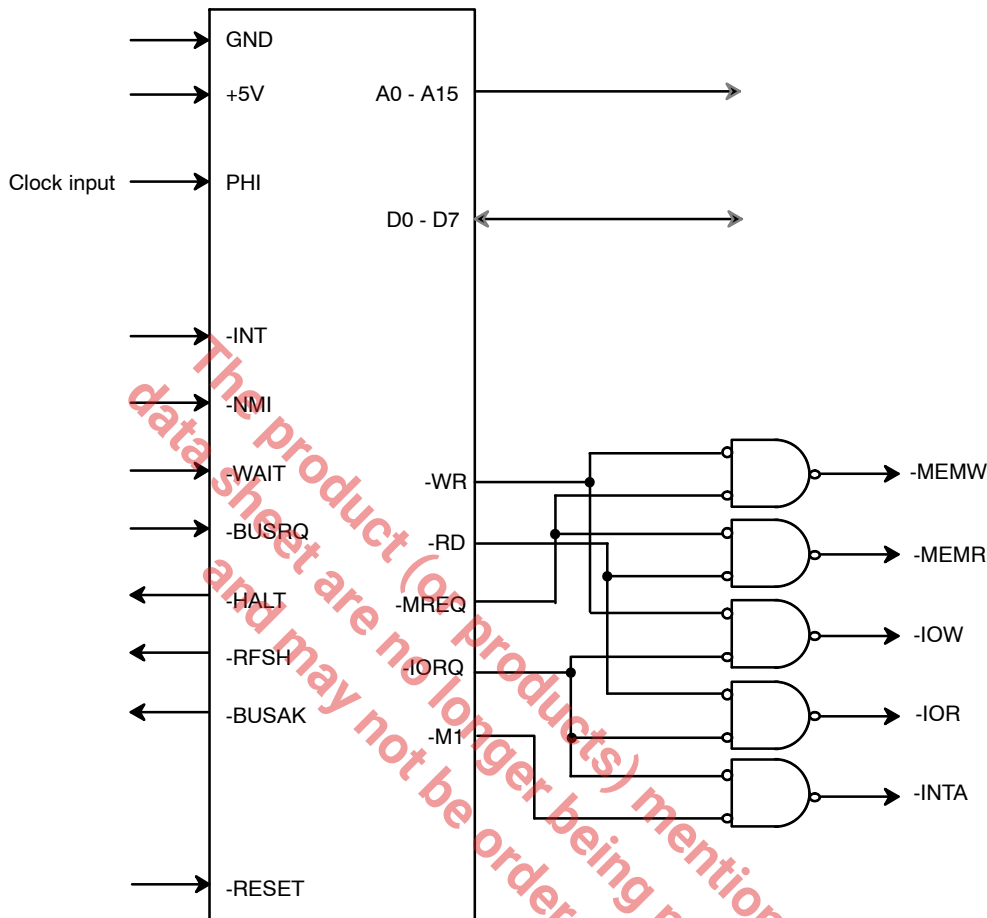 GND
+5V
A0 - A15
Clock input
PHI
D0 - D7
-INT
-NMI
-WAIT
-BUSRQ
-HALT
-RFSH
-BUSAK
-RESET
-WR
-RD
-MREQ
-IORQ
-M1
-MEMW
-MEMR
-IOW
-IOR
-INTA
The product (or products) mention
data sheet are no longer being
and may not be order